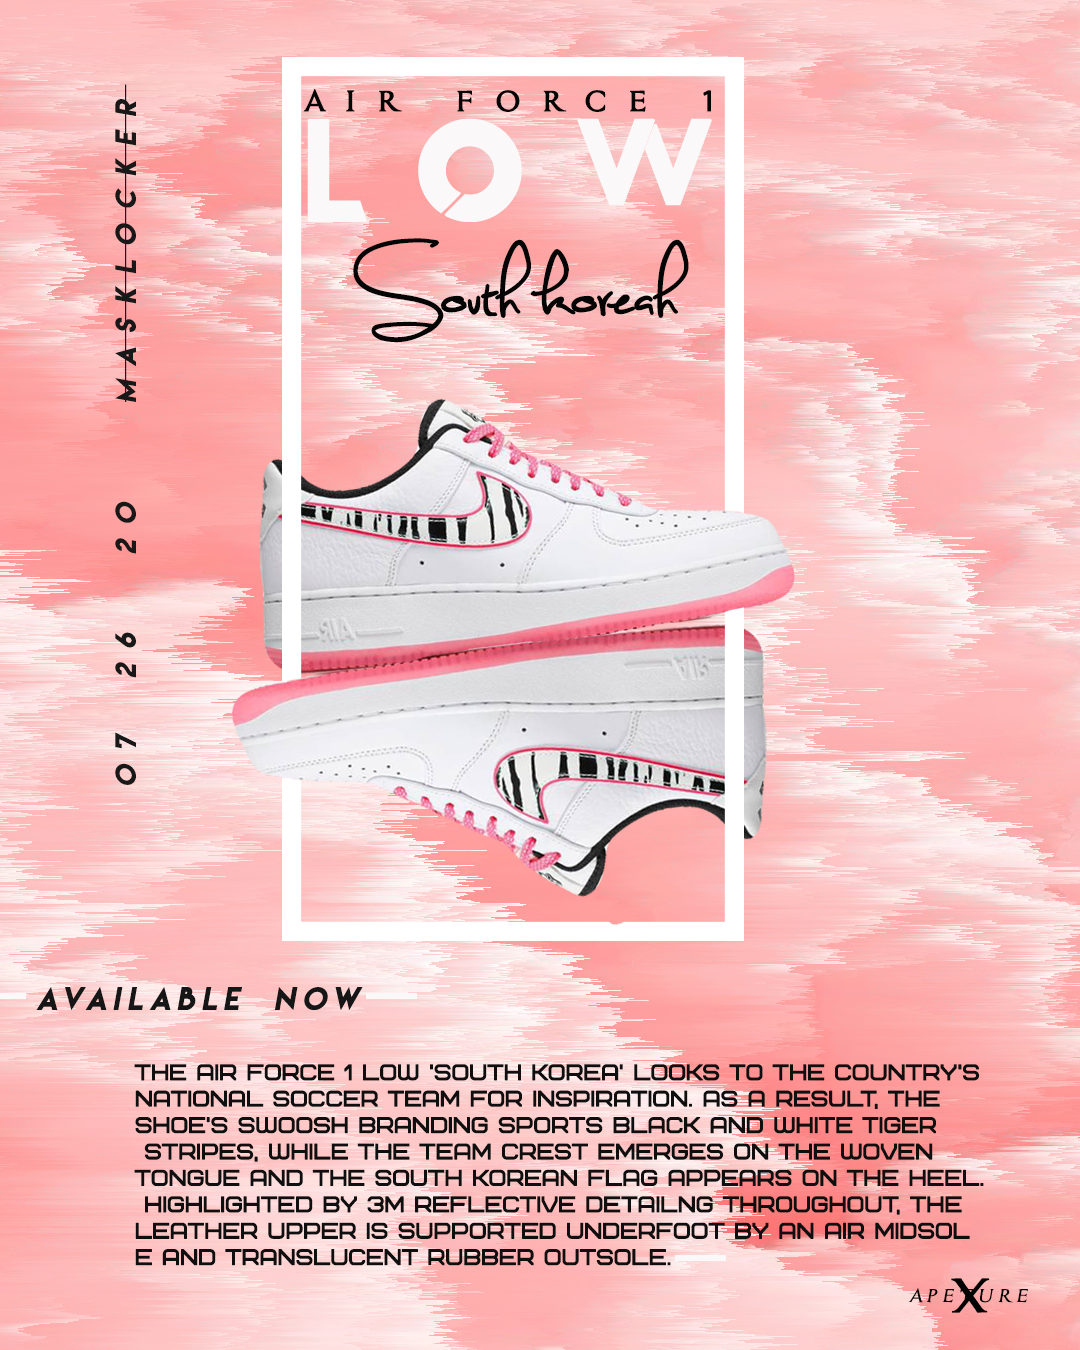 AIR FORCE 1
LOW
South koreah
MASKLOCKER
07 26 20
AIR
AIR
AVAILABLE NOW
THE AIR FORCE 1 LOW 'SOUTH KOREA' LOOKS TO THE COUNTRY'S
NATIONAL SOCCER TEAM FOR INSPIRATION. AS A RESULT, THE
SHOE'S SWOOSH BRANDING SPORTS BLACK AND WHITE TIGER
STRIPES, WHILE THE TEAM CREST EMERGES ON THE WOVEN
TONGUE AND THE SOUTH KOREAN FLAG APPEARS ON THE HEEL.
HIGHLIGHTED BY 3M REFLECTIVE DETAILNG THROUGHOUT, THE
LEATHER UPPER IS SUPPORTED UNDERFOOT BY AN AIR MIDSOL
E AND TRANSLUCENT RUBBER OUTSOLE.
APEXURE